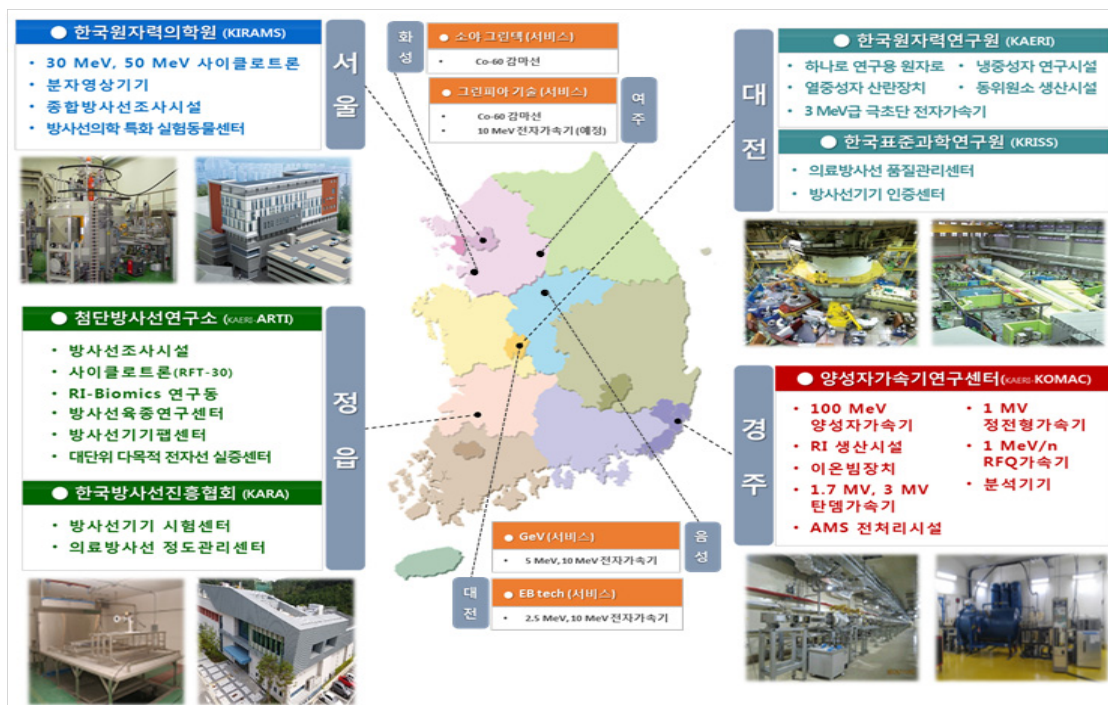 ● 한국원자력의학원 (KIRAMS)
• 30 MeV, 50 MeV 사이클로트론
• 분자영상기기
• 종합방사선조사시설
• 방사선의학 특화 실험동물센터
서울
화성
● 소야 그린텍 (서비스)
• Co-60 감마선
● 그린피아 기술 (서비스)
• Co-60 감마선
• 10 MeV 전자가속기 (예정)
여주
대전
● 한국원자력연구원 (KAERI)
• 하나로 연구용 원자로 • 냉중성자 연구시설
• 열중성자 산란장치 • 동위원소 생산시설
• 3 MeV급 극초단 전자가속기
● 한국표준과학연구원 (KRISS)
• 의료방사선 품질관리센터
• 방사선기기 인증센터
● 첨단방사선연구소 (KAERI-ARTI)
• 방사선조사시설
• 사이클로트론(RFT-30)
• RI-Biomics 연구동
• 방사선육종연구센터
• 방사선기기팹센터
• 대단위 다목적 전자선 실증센터
● 한국방사선진흥협회 (KARA)
• 방사선기기 시험센터
• 의료방사선 정도관리센터
정읍
경주
● 양성자가속기연구센터(KAERI-KOMAC)
• 100 MeV
양성자가속기
• RI 생산시설
• 이온빔장치
• 1.7 MV, 3 MV
탄뎀가속기
• AMS 전처리시설
• 1 MV
정전형가속기
• 1 MeV/n
RFQ가속기
• 분석기기
● GeV (서비스)
• 5 MeV, 10 MeV 전자가속기
음성
대전
● EB tech (서비스)
• 2.5 MeV, 10 MeV 전자가속기